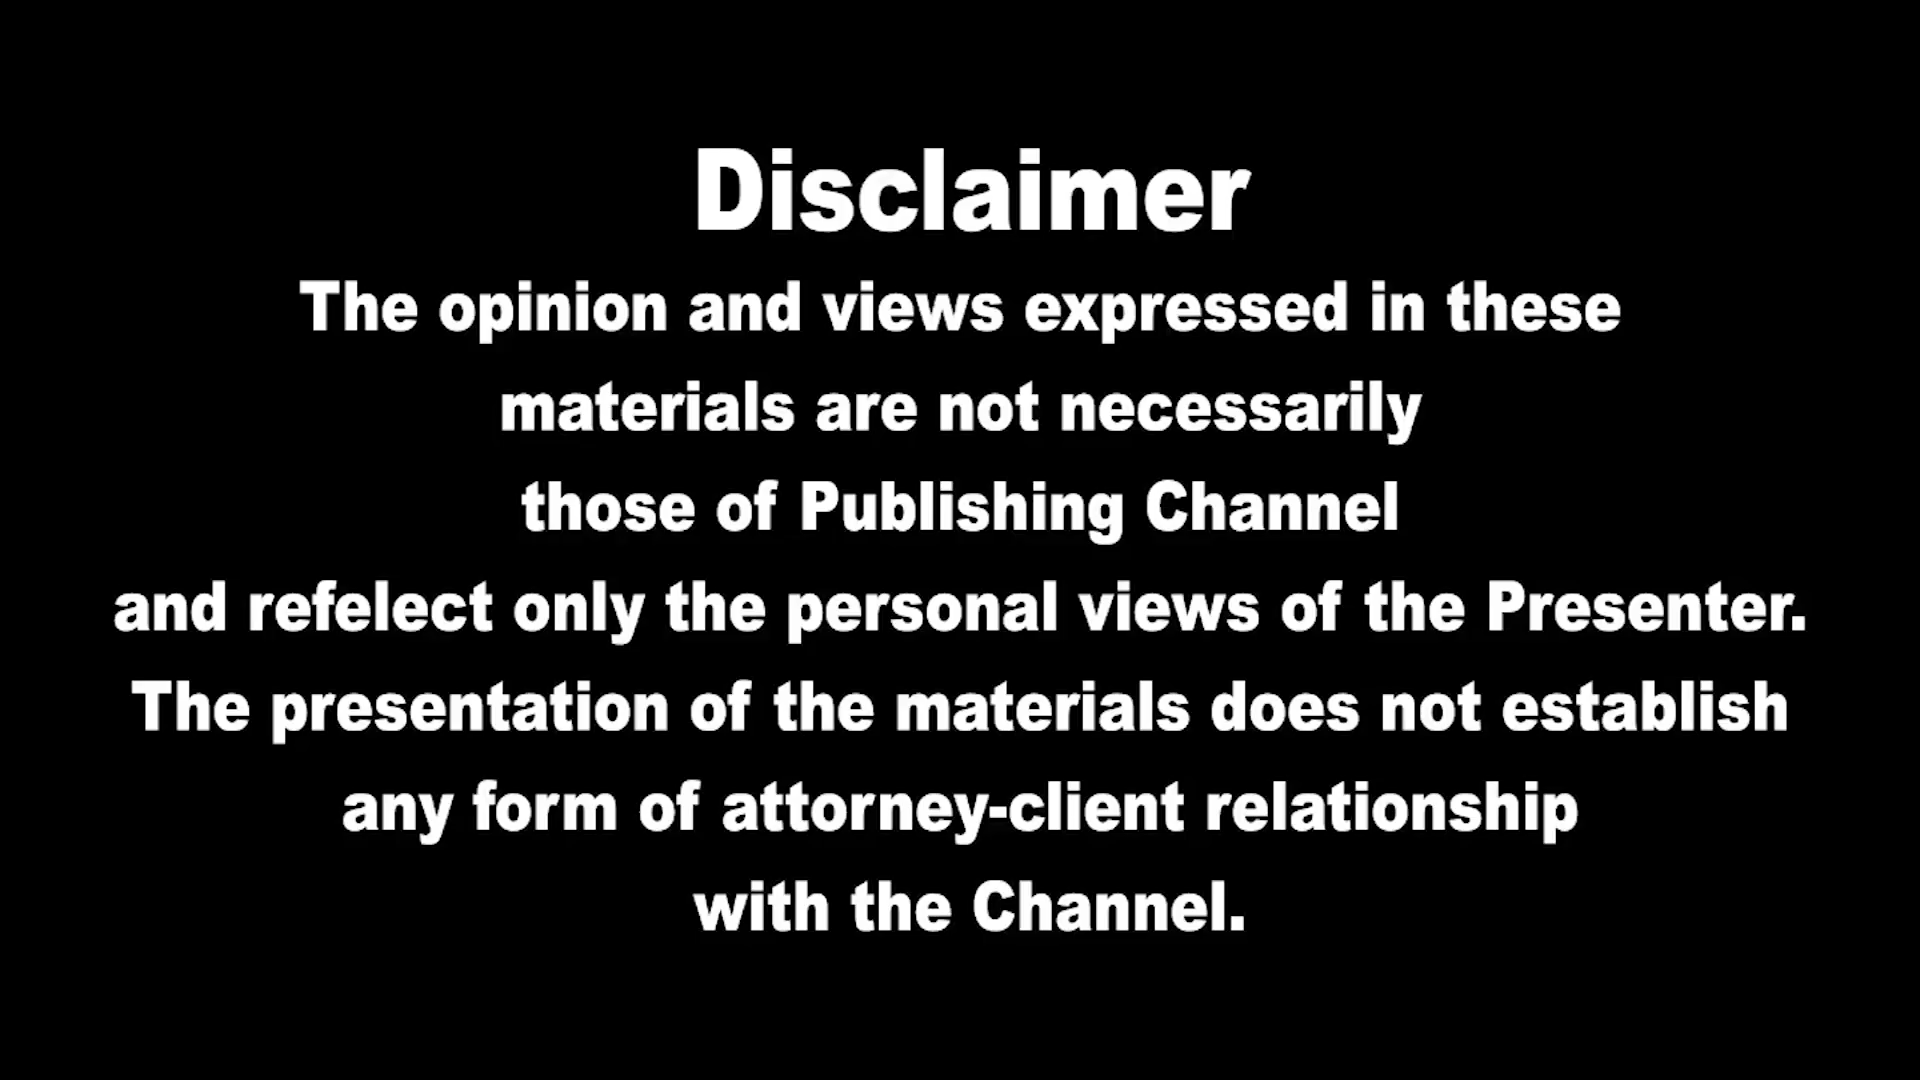 Disclaimer
The opinion and views expressed in these
materials are not necessarily
those of Publishing Channel
and refelect only the personal views of the Presenter.
The presentation of the materials does not establish
any form of attorney-client relationship
with the Channel.